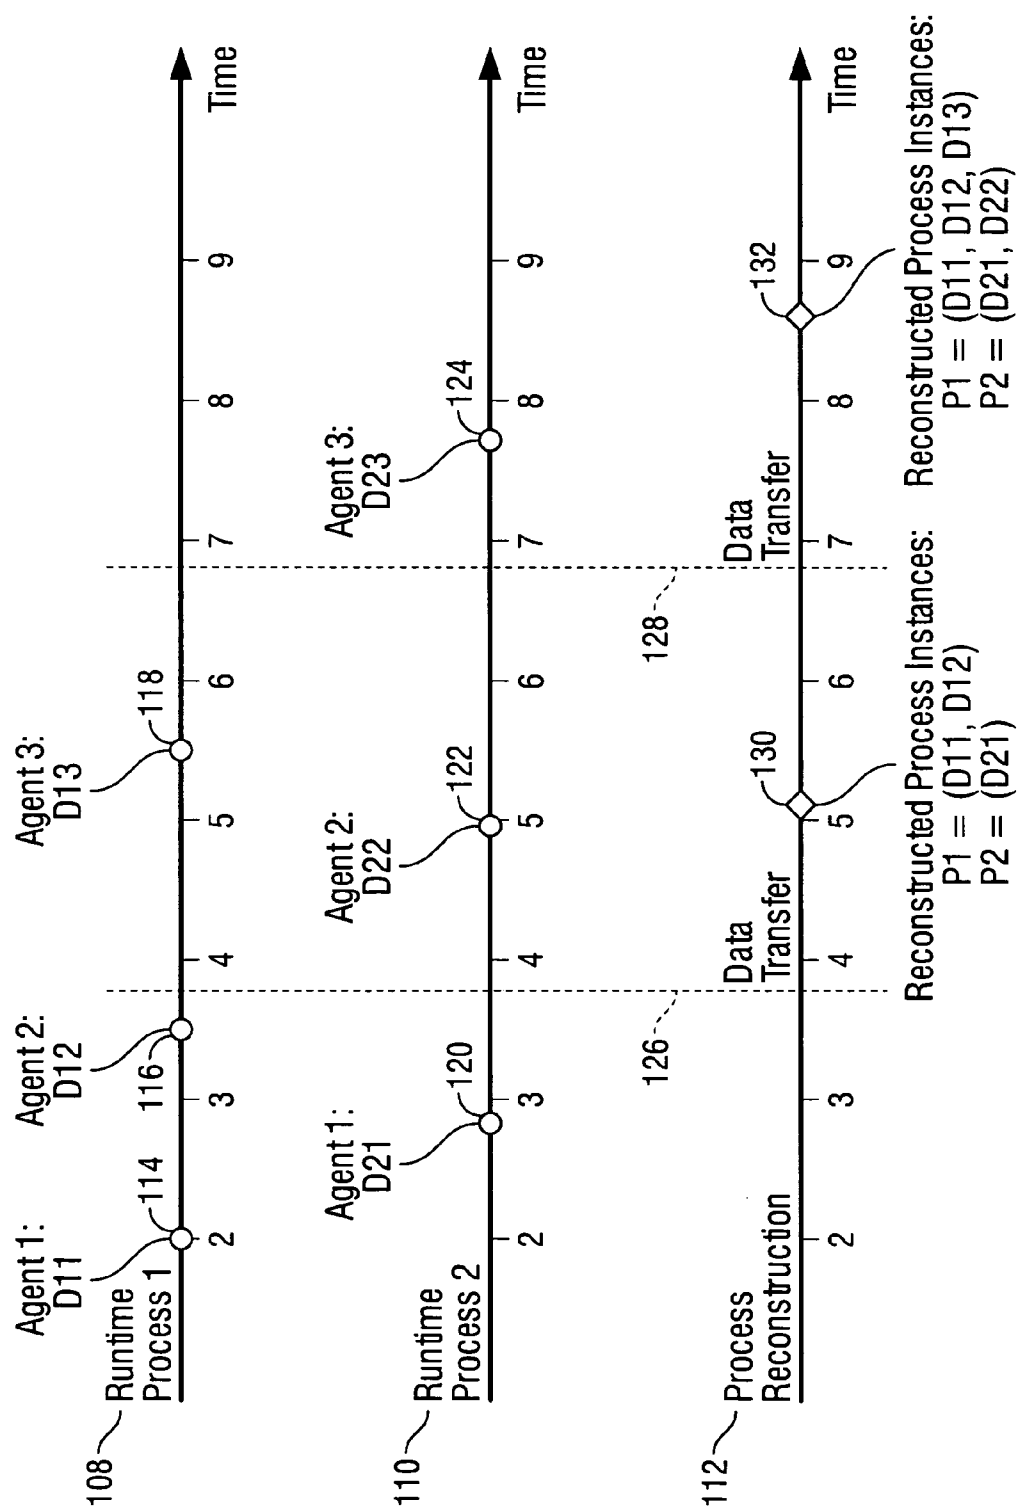 108
Runtime
Process 1
Agent 1:
D11
114
Agent 2:
D12
116
Agent 3:
D13
118
2 3 4 5 6 7 8 9
Time
110
Runtime
Process 2
Agent 1:
D21
120
Agent 2:
D22
122
Agent 3:
D23
124
2 3 4 5 6 7 8 9
Time
112
Process
Reconstruction
126
Data
Transfer
130
128
Data
Transfer
132
2 3 4 5 6 7 8 9
Time
Reconstructed Process Instances:
P1 = (D11, D12)
P2 = (D21)
Reconstructed Process Instances:
P1 = (D11, D12, D13)
P2 = (D21, D22)